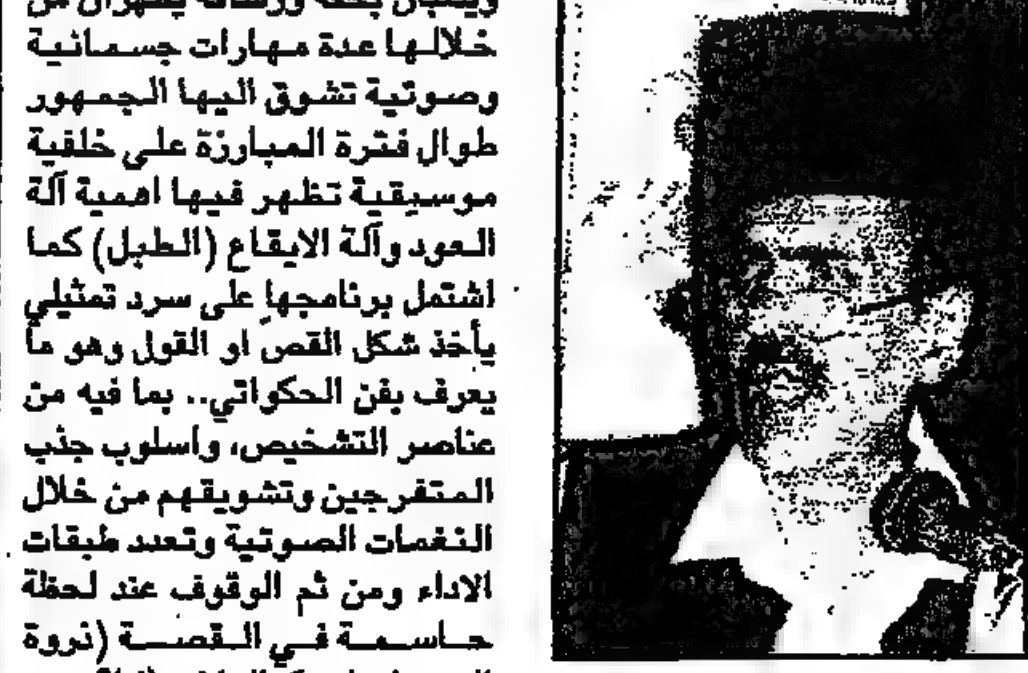 خلالها عدة مهارات جسمانية
وصوتية تشوق اليها الجمهور
طوال فترة المبارزة على خلفية
موسيقية تظهر فيها اهمية آلة
العود وآلة الايقاع (الطبل) كما
اشتمل برنامجها على سرد تمثيلي
يأخذ شكل القص او القول وهو ما
يعرف بفن الحكواتي.. بما فيه من
عناصر التشخيص، واسلوب جذب
المتفرجين وتشويقهم من خلال
النغمات الصوتية وتعدد طبقات
الاداء ومن ثم الوقوف عند لحظة
حاسمة في القصة (ذروة